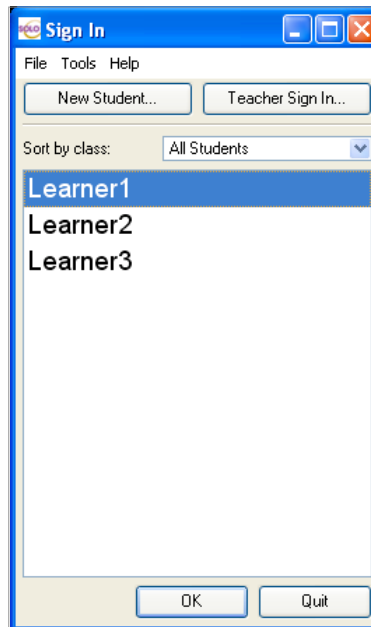 SOLO Sign In
File Tools Help
New Student... Teacher Sign In...
Sort by class: All Students
Learner1
Learner2
Learner3
OK Quit